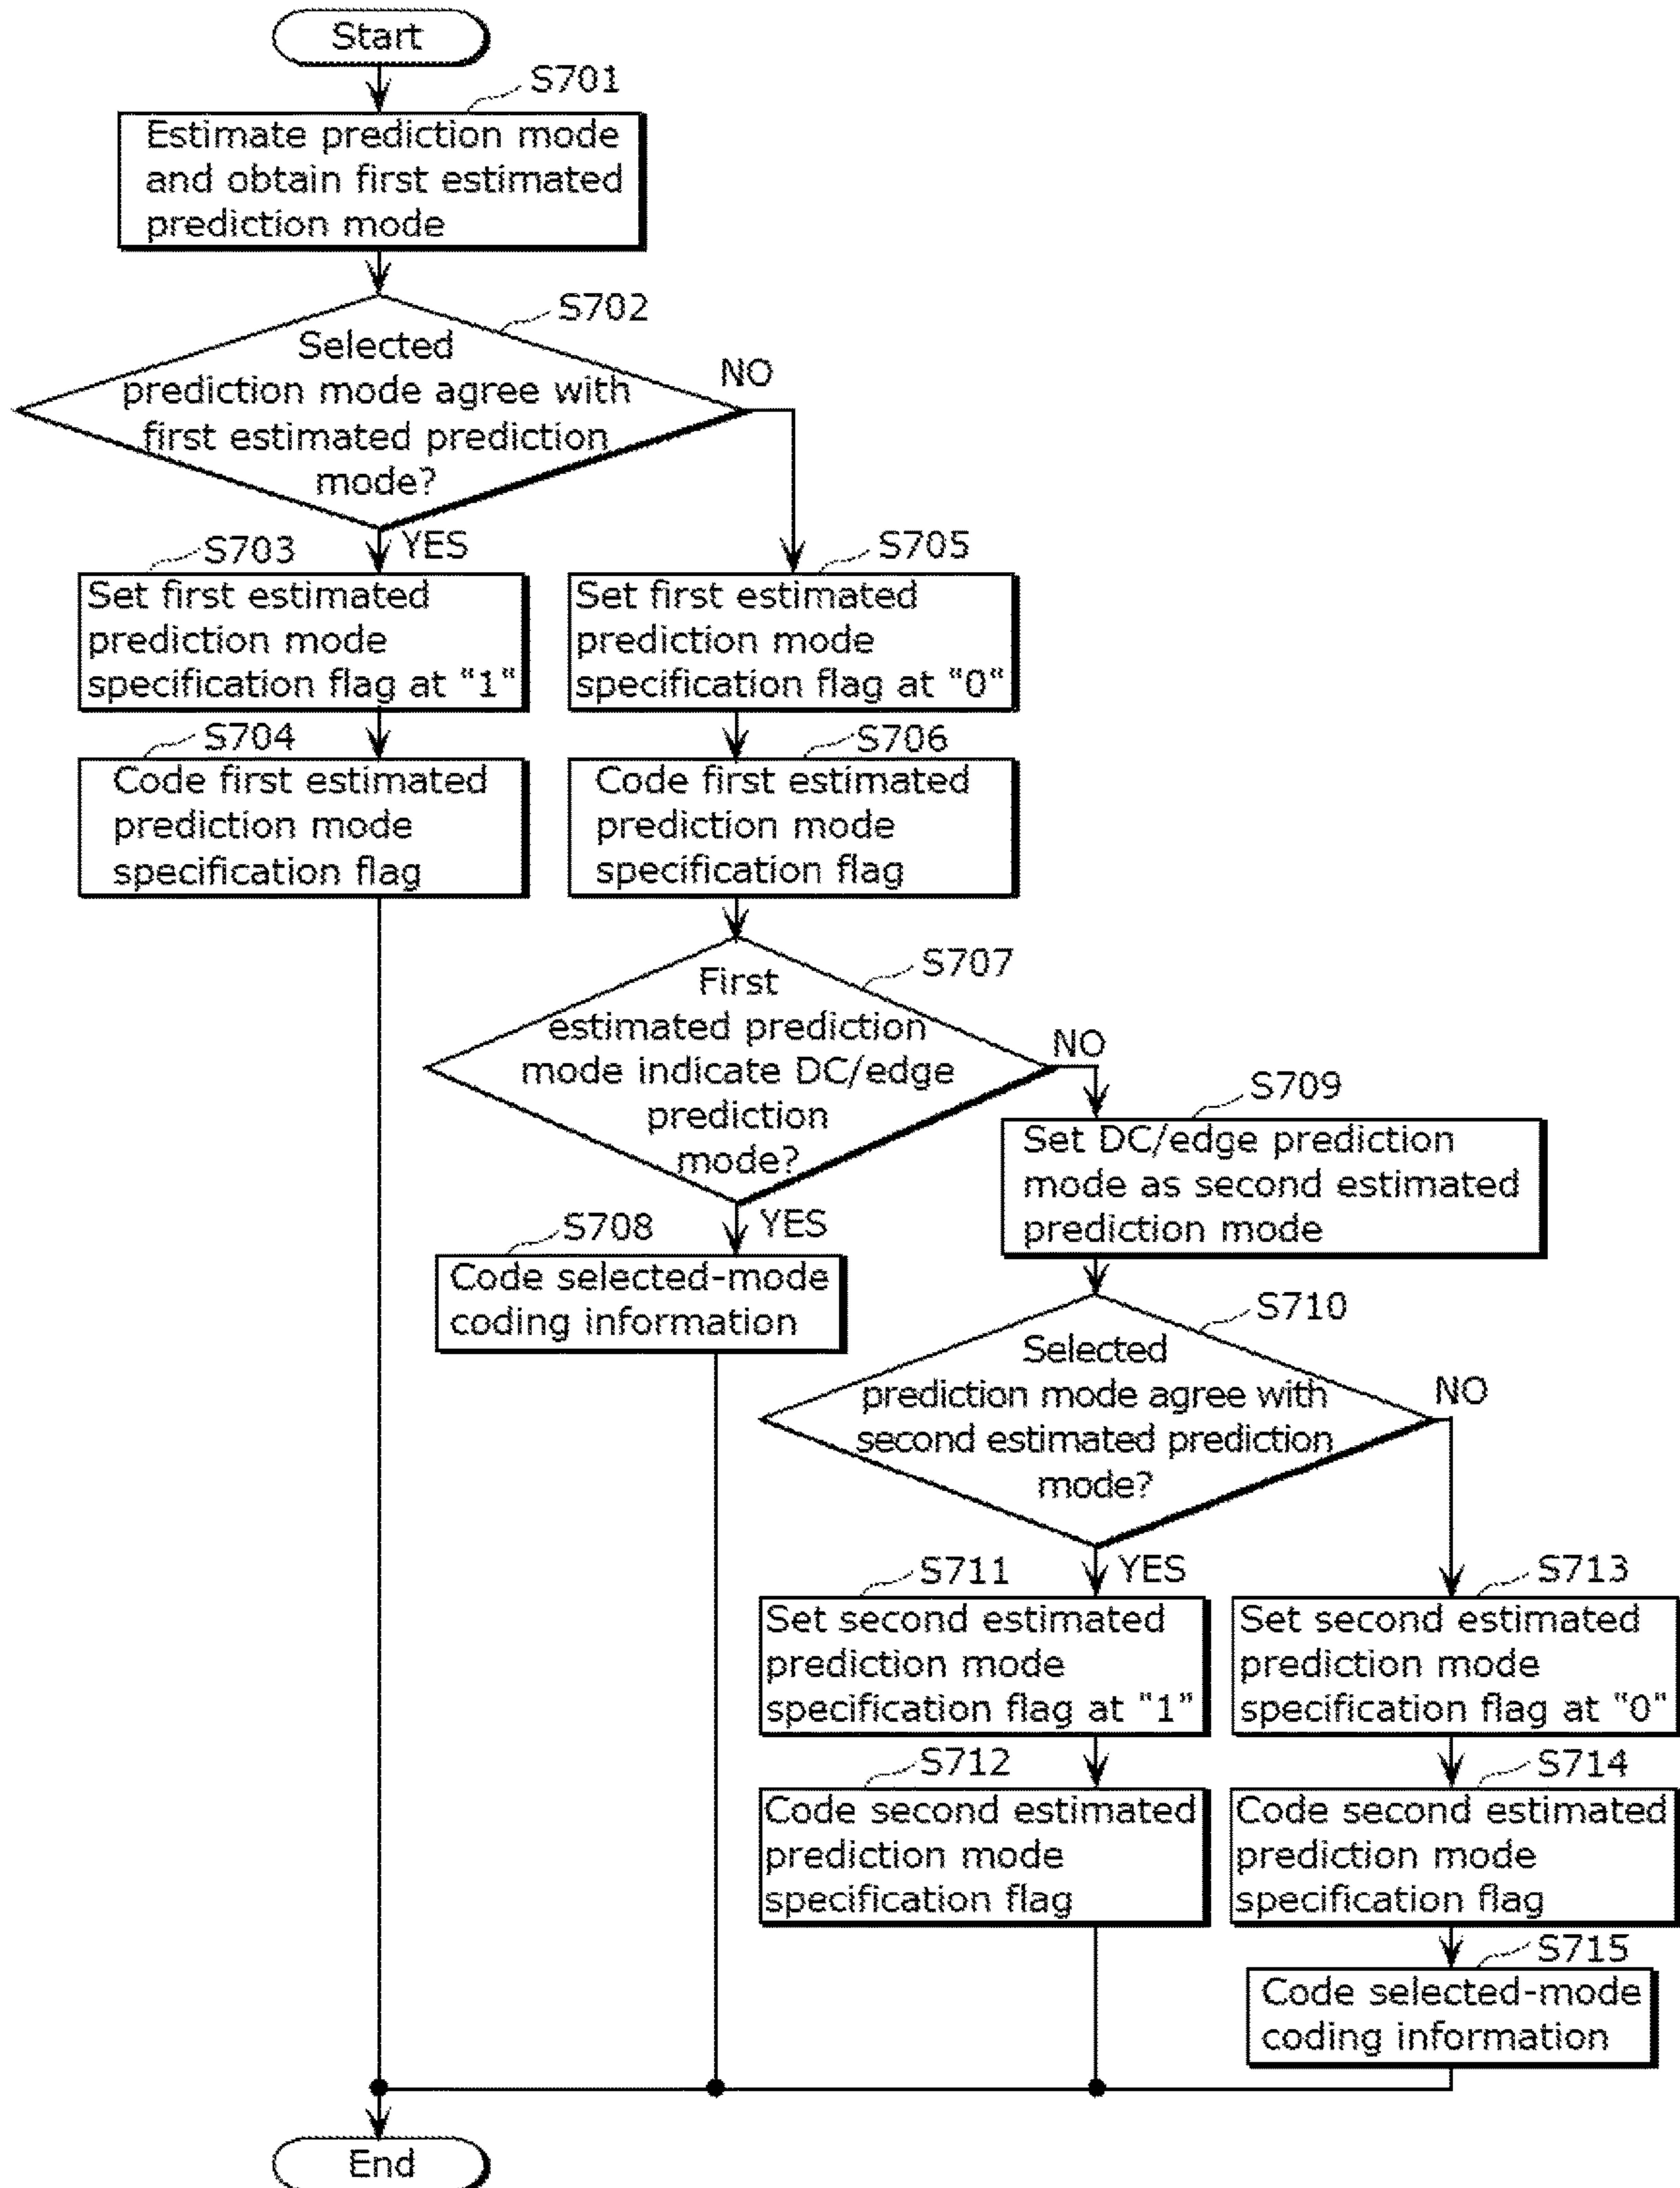 Start
S701
Estimate prediction mode
and obtain first estimated
prediction mode
S702
Selected
prediction mode agree with
first estimated prediction
mode?
NO
YES
S703
Set first estimated
prediction mode
specification flag at "1"
S705
Set first estimated
prediction mode
specification flag at "0"
S704
Code first estimated
prediction mode
specification flag
S706
Code first estimated
prediction mode
specification flag
S707
First
estimated prediction
mode indicate DC/edge
prediction
mode?
NO
YES
S708
Code selected-mode
coding information
S709
Set DC/edge prediction
mode as second estimated
prediction mode
S710
Selected
prediction mode agree with
second estimated prediction
mode?
NO
YES
S711
Set second estimated
prediction mode
specification flag at "1"
S713
Set second estimated
prediction mode
specification flag at "0"
S712
Code second estimated
prediction mode
specification flag
S714
Code second estimated
prediction mode
specification flag
S715
Code selected-mode
coding information
End